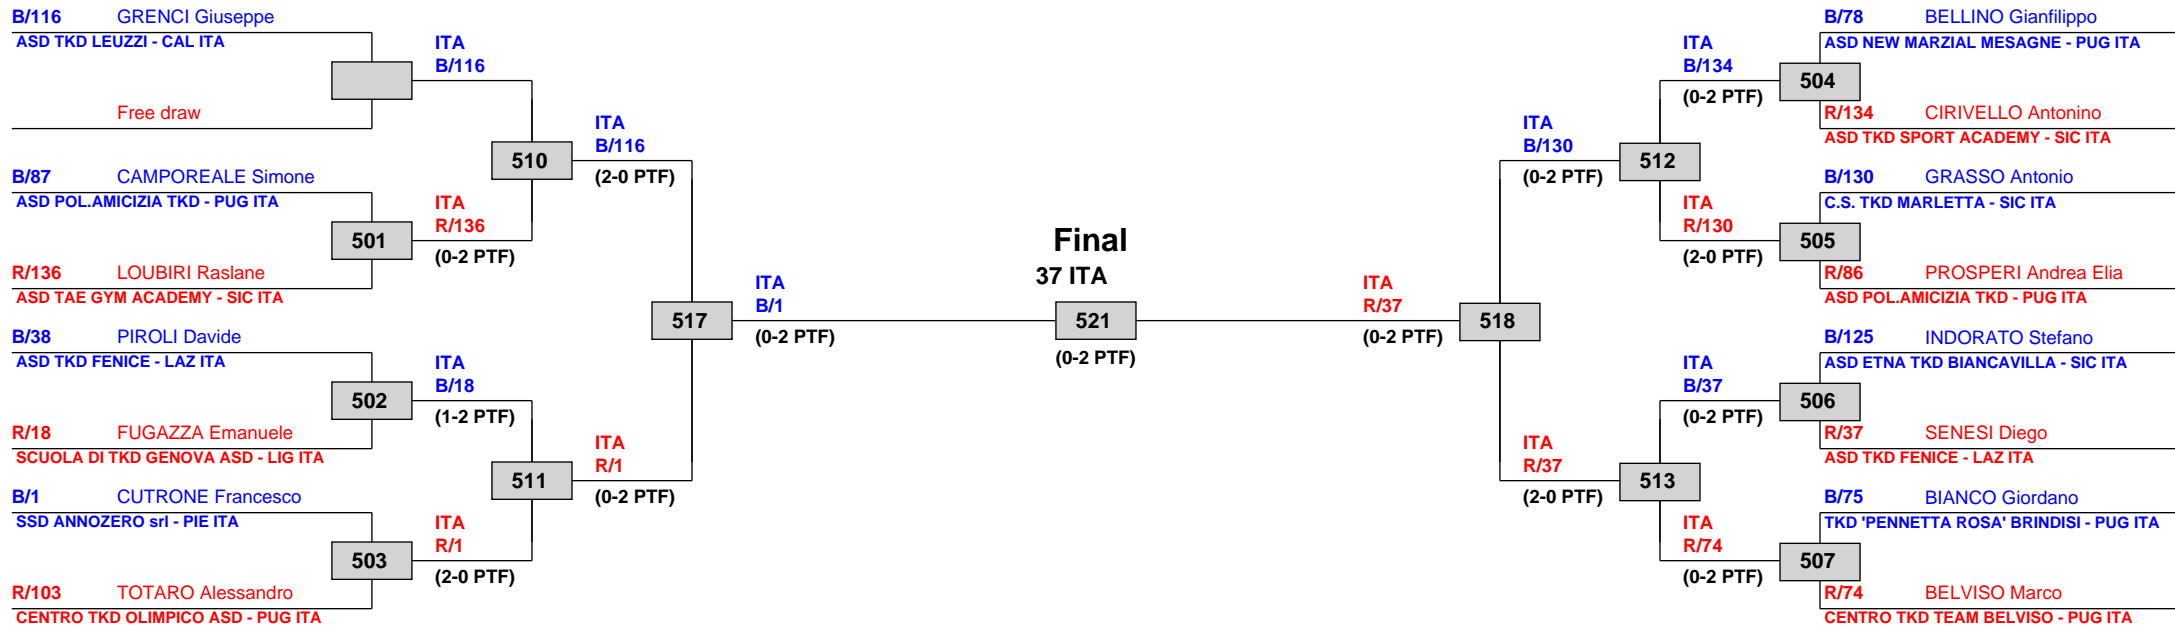 B/116 GRENCI Giuseppe
ASD TKD LEUZZI - CAL ITA
Free draw
B/87 CAMPOREALE Simone
ASD POL.AMICIZIA TKD - PUG ITA
501
R/136 LOUBIRI Raslane
ASD TAE GYM ACADEMY - SIC ITA
B/38 PIROLI Davide
ASD TKD FENICE - LAZ ITA
502
R/18 FUGAZZA Emanuele
SCUOLA DI TKD GENOVA ASD - LIG ITA
B/1 CUTRONE Francesco
SSD ANNOZERO srl - PIE ITA
503
R/103 TOTARO Alessandro
CENTRO TKD OLIMPICO ASD - PUG ITA
ITA
B/116
510
ITA
R/136
(0-2 PTF)
ITA
B/18
(1-2 PTF)
511
ITA
R/1
(2-0 PTF)
ITA
B/116
(2-0 PTF)
517
ITA
R/1
(0-2 PTF)
ITA
B/1
(0-2 PTF)
Final
37 ITA
521
(0-2 PTF)
ITA
R/37
(0-2 PTF)
518
ITA
B/130
(0-2 PTF)
ITA
R/37
(2-0 PTF)
512
513
ITA
B/134
(0-2 PTF)
ITA
R/130
(2-0 PTF)
ITA
B/37
(0-2 PTF)
ITA
R/74
(0-2 PTF)
B/78 BELLINO Gianfilippo
ASD NEW MARZIAL MESAGNE - PUG ITA
504
R/134 CIRIVELLO Antonino
ASD TKD SPORT ACADEMY - SIC ITA
B/130 GRASSO Antonio
C.S. TKD MARLETTA - SIC ITA
505
R/86 PROSPERI Andrea Elia
ASD POL.AMICIZIA TKD - PUG ITA
B/125 INDORATO Stefano
ASD ETNA TKD BIANCAVILLA - SIC ITA
506
R/37 SENESI Diego
ASD TKD FENICE - LAZ ITA
B/75 BIANCO Giordano
TKD 'PENNETTA ROSA' BRINDISI - PUG ITA
507
R/74 BELVISO Marco
CENTRO TKD TEAM BELVISO - PUG ITA